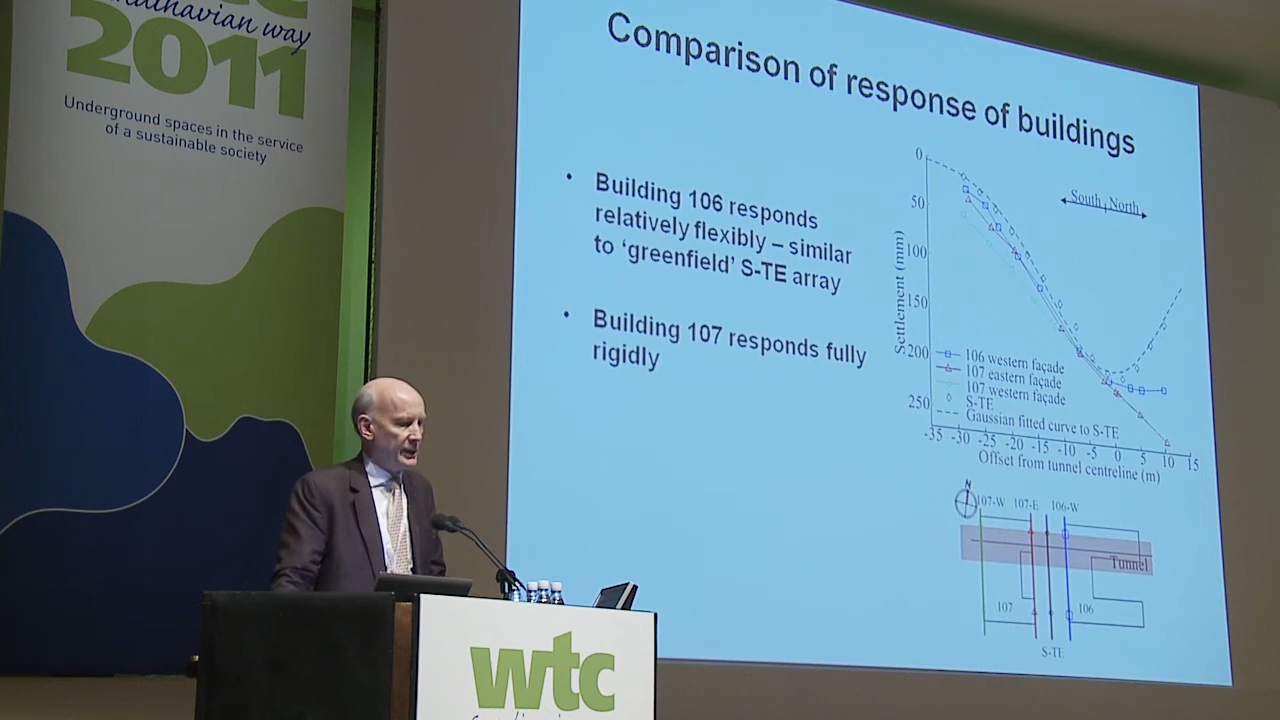 Scandinavian way
2011
Underground spaces in the service
of a sustainable society
Comparison of response of buildings
• Building 106 responds
relatively flexibly – similar
to ‘greenfield’ S-TE array
• Building 107 responds fully
rigidly
0
50
100
150
200
250
Settlement (mm)
South North
106 western façade
107 eastern façade
107 western façade
S-TE
Gaussian fitted curve to S-TE
-35 -30 -25 -20 -15 -10 -5 0 5 10 15
Offset from tunnel centreline (m)
N
107-W 107-E 106-W
Tunnel
107 106
S-TE
wtc